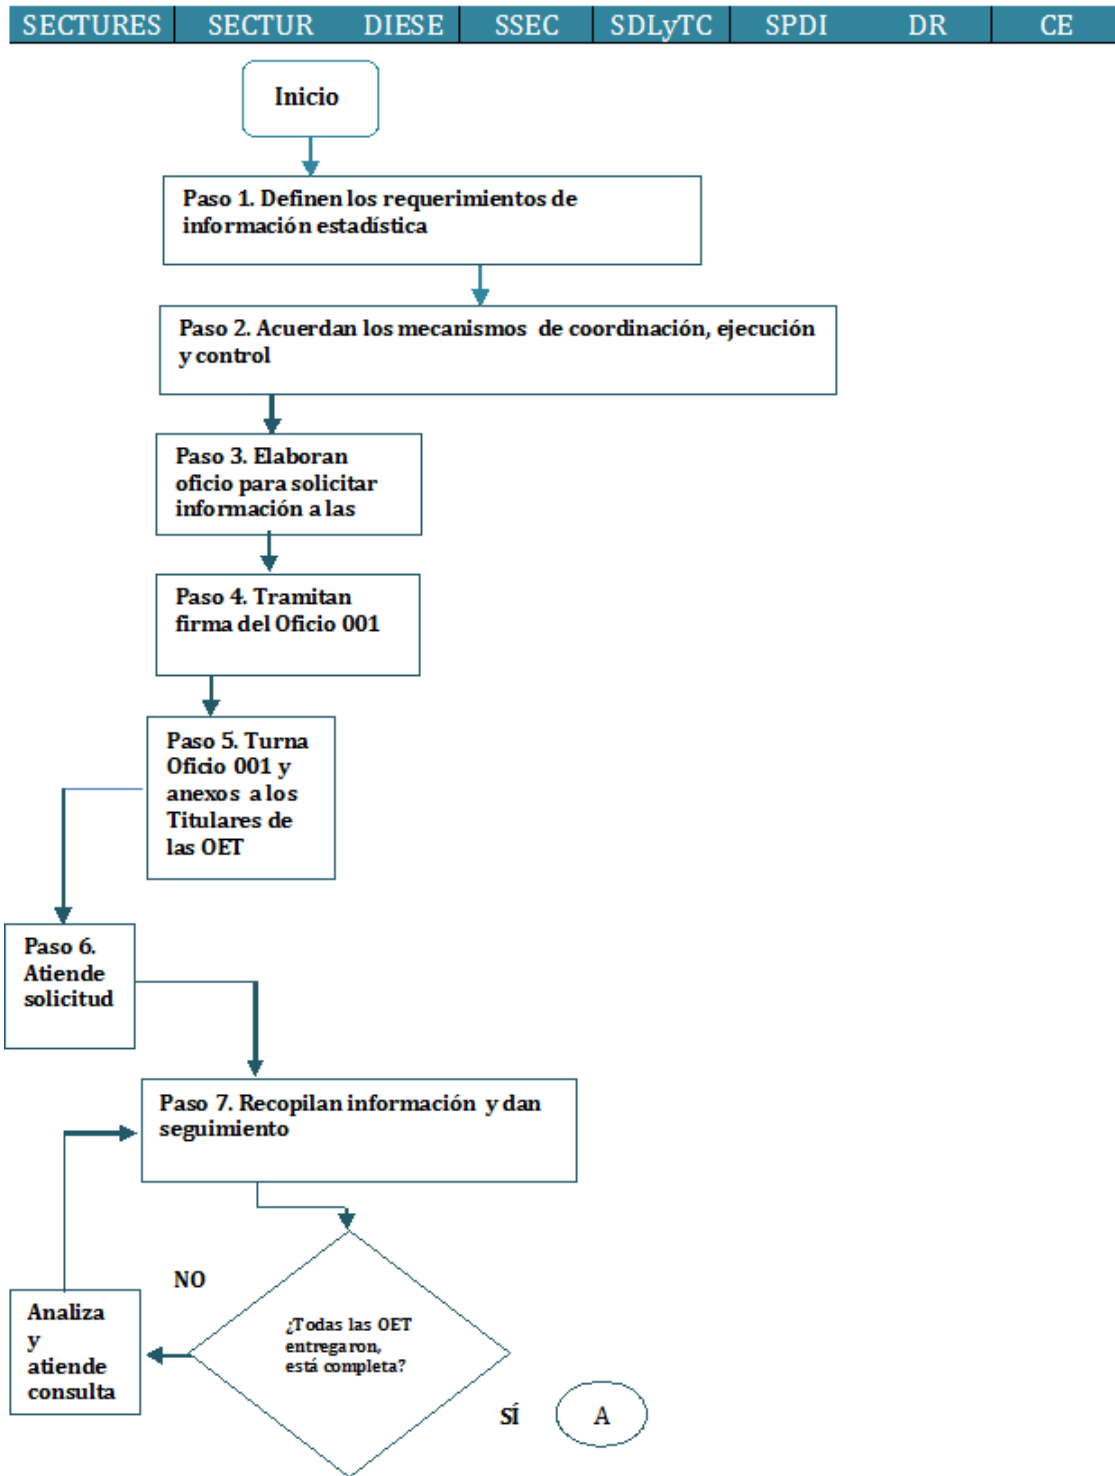 SECTURES SECTUR DIESE SSEC SDLyTC SPDI DR CE
Inicio
Paso 1. Definen los requerimientos de
información estadística
Paso 2. Acuerdan los mecanismos de coordinación, ejecución
y control
Paso 3. Elaboran
oficio para solicitar
información a las
Paso 4. Tramitan
firma del Oficio 001
Paso 5. Turna
Oficio 001 y
anexos a los
Titulares de
las OET
Paso 6.
Atiende
solicitud
Paso 7. Recopilan información y dan
seguimiento
NO
Analiza
y
atiende
consulta
¿Todas las OET
entregaron,
está completa?
SÍ
A